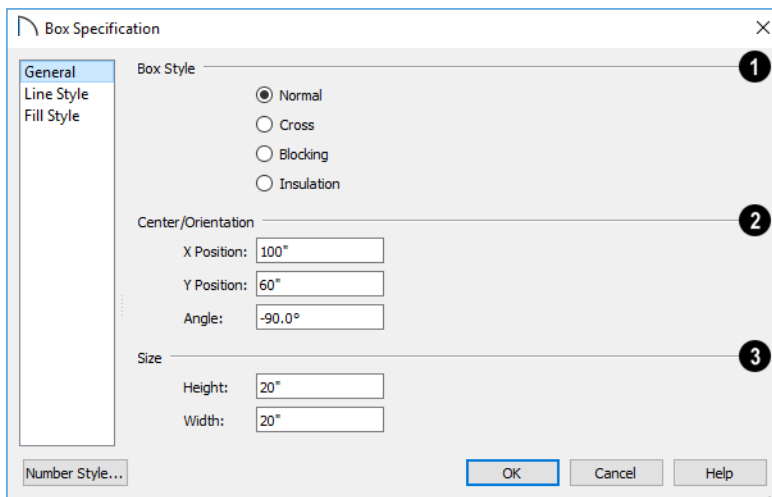 Box Specification
General
Line Style
Fill Style
Box Style
1
Normal
Cross
Blocking
Insulation
Center/Orientation
2
X Position: 100"
Y Position: 60"
Angle: -90.0°
Size
3
Height: 20"
Width: 20"
Number Style...
OK
Cancel
Help